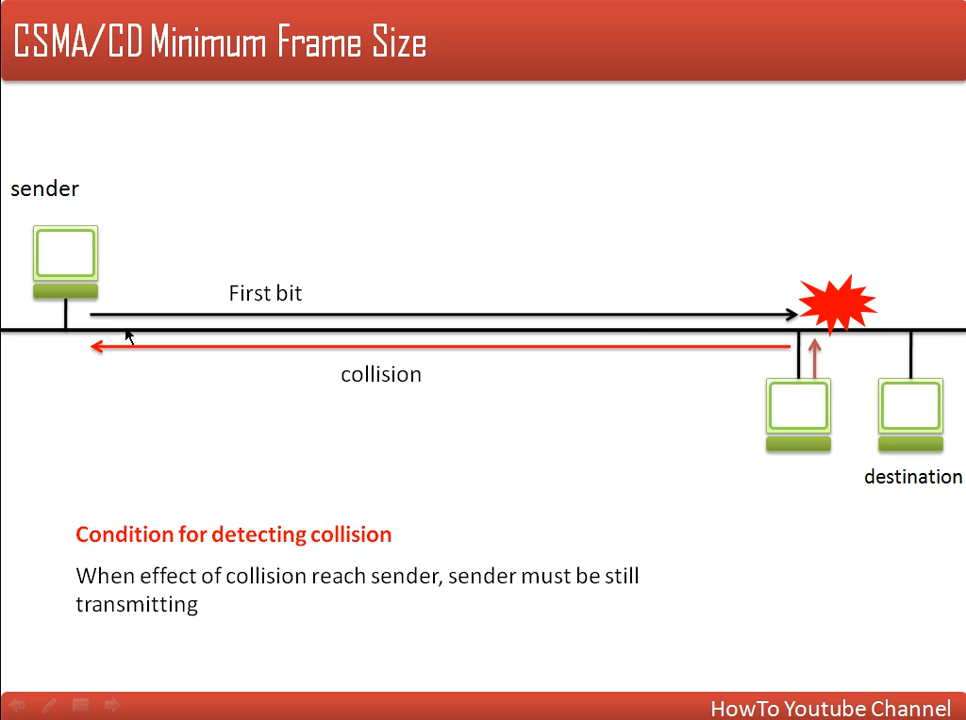 CSMA/CD Minimum Frame Size
sender
First bit
collision
destination
Condition for detecting collision
When effect of collision reach sender, sender must be still
transmitting
HowTo Youtube Channel